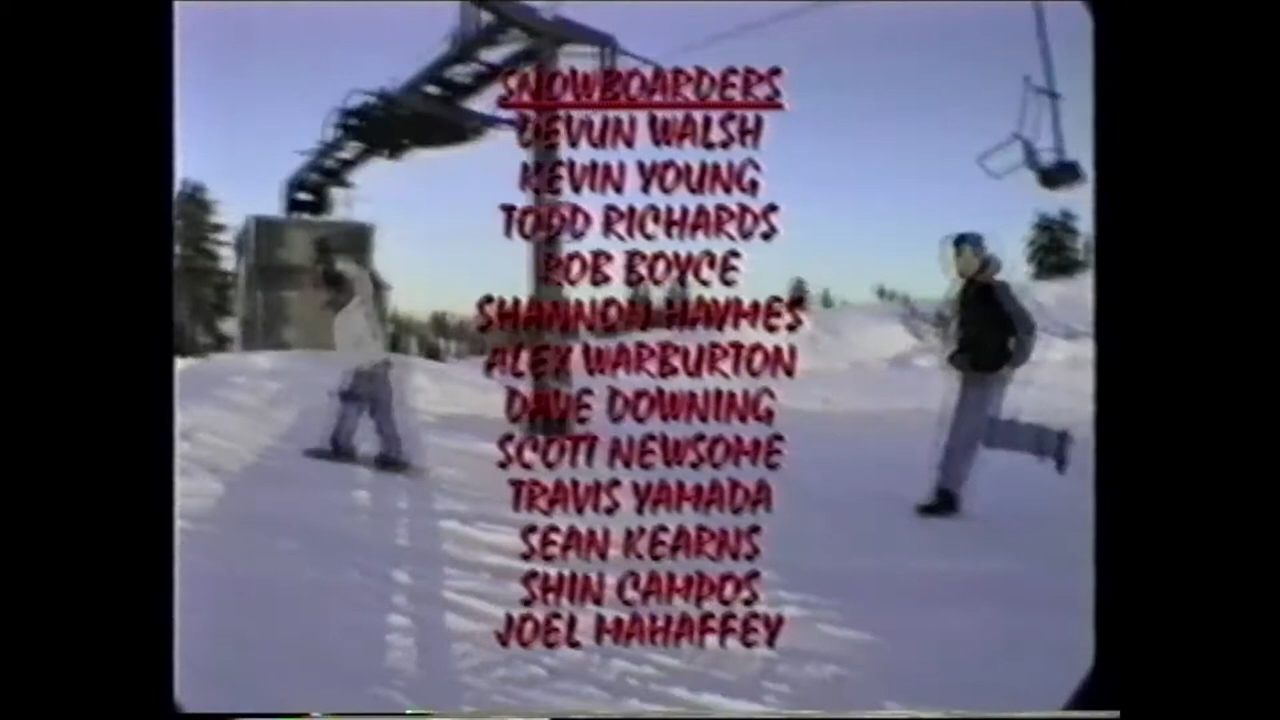 SNOWBOARDERS
DEVUN WALSH
KEVIN YOUNG
TODD RICHARDS
ROB BOYCE
SHANNON HAYMES
ALEX WARBURTON
DAVE DOWNING
SCOTT NEWSOME
TRAVIS YAMADA
SEAN KEARNS
SHIN CAMPOS
JOEL MAHAFFEY